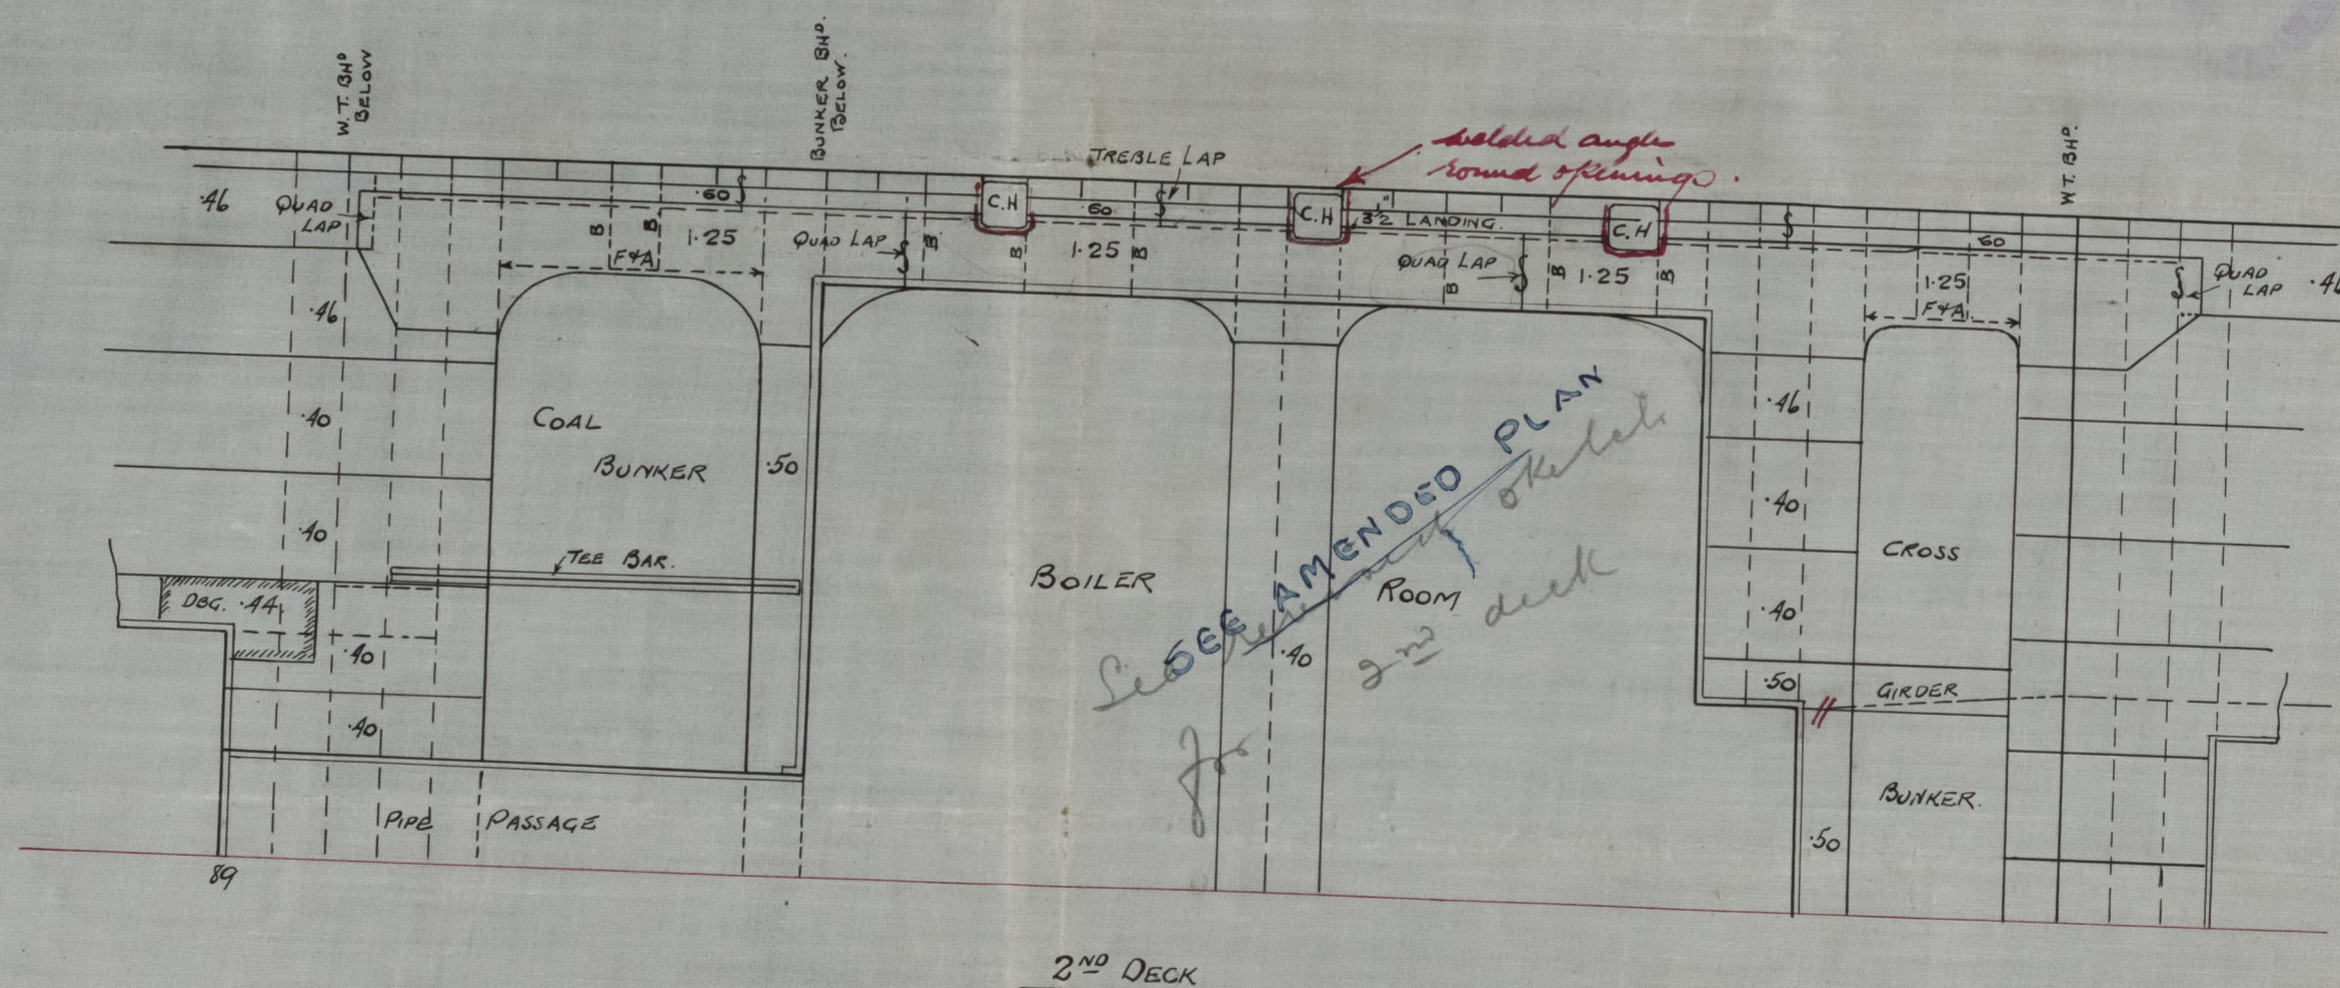 W.T. BHD
BELOW
BUNKER BHD.
BELOW.
W.T. BHD.
TREBLE LAP
welded angle
round openings.
.46
QUAD
LAP
.60
B
B
1.25
F&A
QUAD LAP
B
C.H
.60
B
1.25
B
C.H
3½" LANDING.
QUAD LAP
B
B
1.25
C.H
B
.60
1.25
F&A
QUAD
LAP
.46
.46
.40
COAL
BUNKER
.50
.40
TEE BAR.
DBG. .44
.40
.40
BOILER
ROOM
.40
SEE AMENDED PLAN
See
sketch
for
2nd deck
.46
.40
.40
.50
CROSS
GIRDER
BUNKER.
.50
PIPE PASSAGE
89
2ND DECK